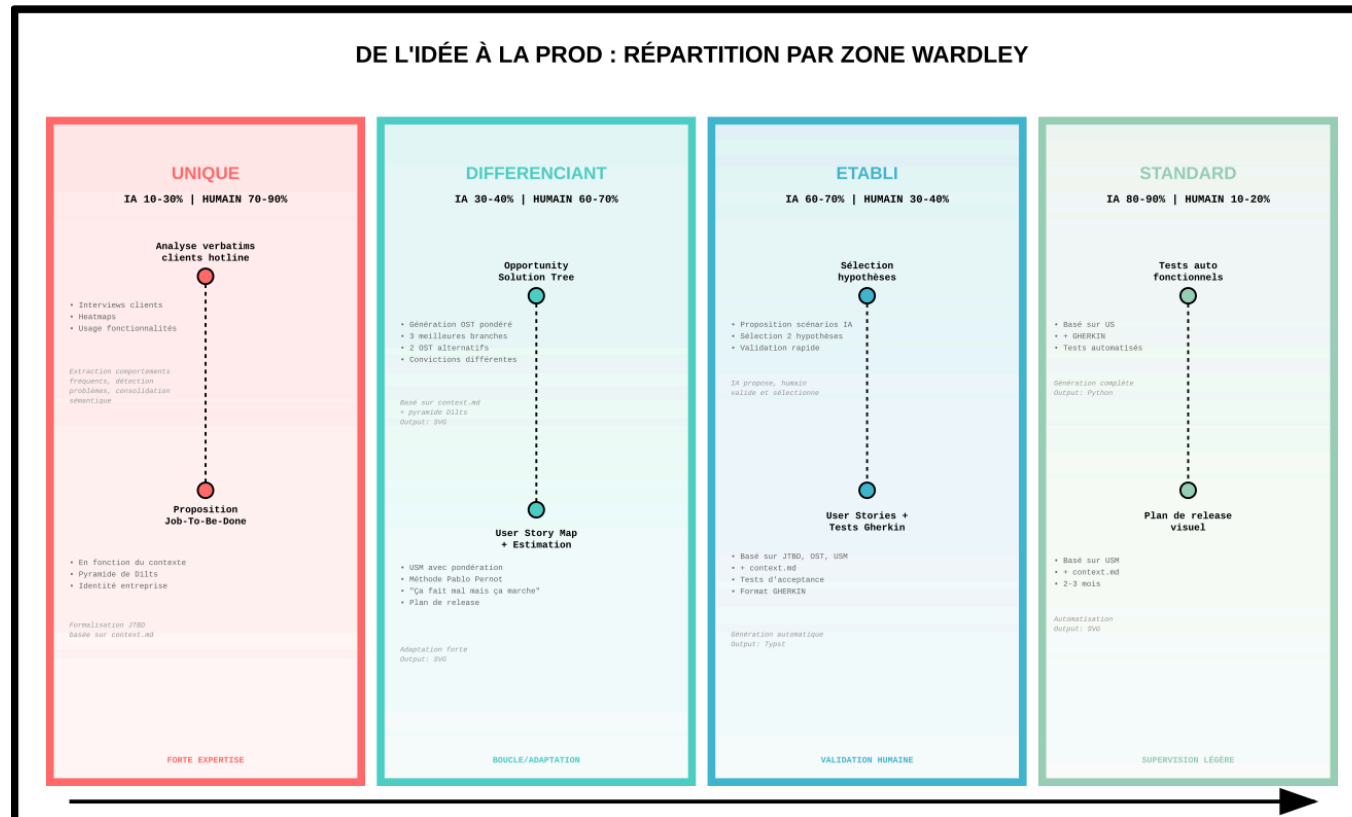 DE L'IDÉE À LA PROD : RÉPARTITION PAR ZONE WARDLEY
UNIQUE
IA 10-30% | HUMAIN 70-90%
Analyse verbatims
clients hotline
• Interviews clients
• Heatmaps
• Usage fonctionnalités
Extraction comportements
fréquents, détection
problèmes, consolidation
sémantique
Proposition
Job-To-Be-Done
• En fonction du contexte
• Pyramide de Dilts
• Identité entreprise
Formalisation JTBD
basée sur context.md
FORTE EXPERTISE
DIFFERENCIANT
IA 30-40% | HUMAIN 60-70%
Opportunity
Solution Tree
• Génération OST pondéré
• 3 meilleures branches
• 2 OST alternatifs
• Convictions différentes
Basé sur context.md
+ pyramide Dilts
Output: SVG
User Story Map
+ Estimation
• USM avec pondération
• Méthode Pablo Pernot
• "Ça fait mal mais ça marche"
• Plan de release
Adaptation forte
Output: SVG
BOUCLE/ADAPTATION
ETABLI
IA 60-70% | HUMAIN 30-40%
Sélection
hypothèses
• Proposition scénarios IA
• Sélection 2 hypothèses
• Validation rapide
IA propose, humain
valide et sélectionne
User Stories +
Tests Gherkin
• Basé sur JTBD, OST, USM
• + context.md
• Tests d'acceptance
• Format GHERKIN
Génération automatique
Output: Typst
VALIDATION HUMAINE
STANDARD
IA 80-90% | HUMAIN 10-20%
Tests auto
fonctionnels
• Basé sur US
• + GHERKIN
• Tests automatisés
Génération complète
Output: Python
Plan de release
visuel
• Basé sur USM
• + context.md
• 2-3 mois
Automatisation
Output: SVG
SUPERVISION LÉGÈRE